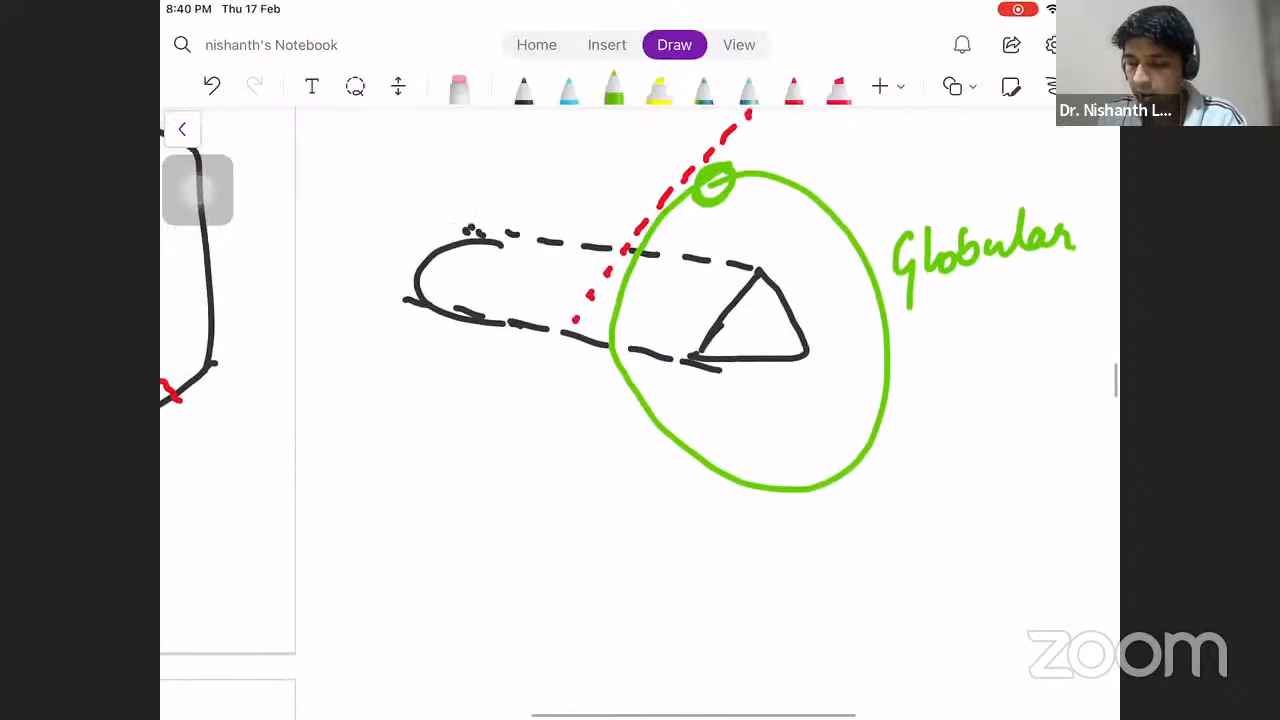 8:40 PM Thu 17 Feb
nishanth's Notebook
Home Insert Draw View
T
Dr. Nishanth L...
Globular
zoom